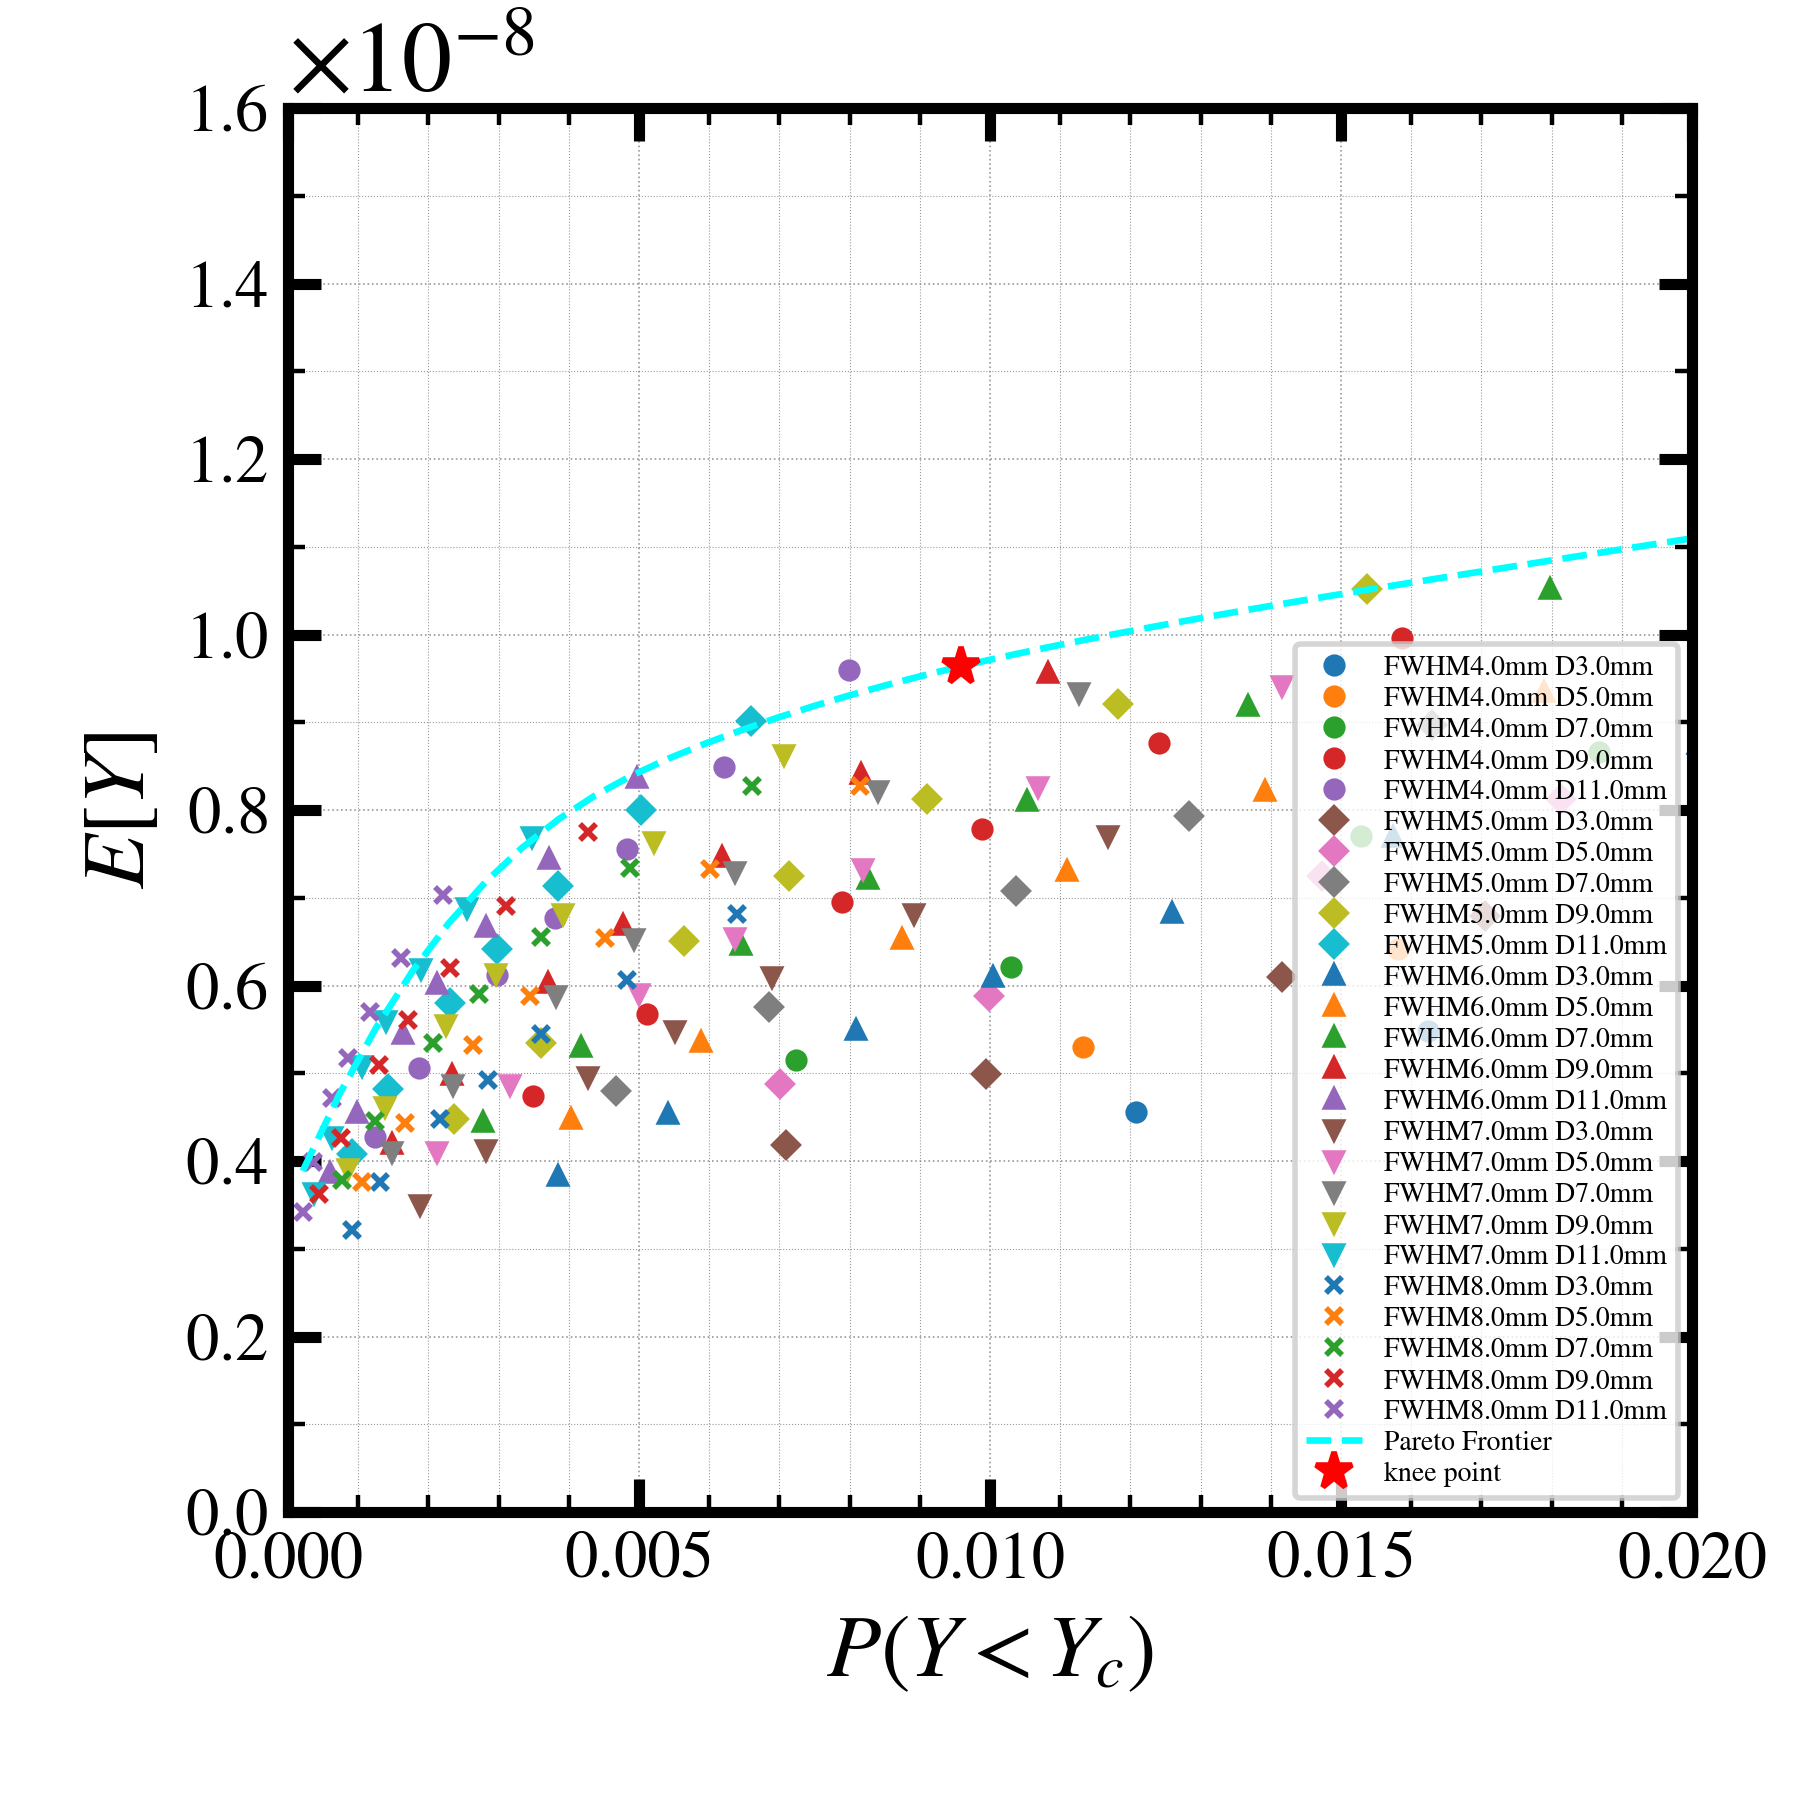 ×10⁻⁸
1.6
1.4
1.2
1.0
0.8
0.6
0.4
0.2
0.0
E[Y]
0.000 0.005 0.010 0.015 0.020
P(Y < Y_c)
FWHM4.0mm D3.0mm
FWHM4.0mm D5.0mm
FWHM4.0mm D7.0mm
FWHM4.0mm D9.0mm
FWHM4.0mm D11.0mm
FWHM5.0mm D3.0mm
FWHM5.0mm D5.0mm
FWHM5.0mm D7.0mm
FWHM5.0mm D9.0mm
FWHM5.0mm D11.0mm
FWHM6.0mm D3.0mm
FWHM6.0mm D5.0mm
FWHM6.0mm D7.0mm
FWHM6.0mm D9.0mm
FWHM6.0mm D11.0mm
FWHM7.0mm D3.0mm
FWHM7.0mm D5.0mm
FWHM7.0mm D7.0mm
FWHM7.0mm D9.0mm
FWHM7.0mm D11.0mm
FWHM8.0mm D3.0mm
FWHM8.0mm D5.0mm
FWHM8.0mm D7.0mm
FWHM8.0mm D9.0mm
FWHM8.0mm D11.0mm
Pareto Frontier
knee point